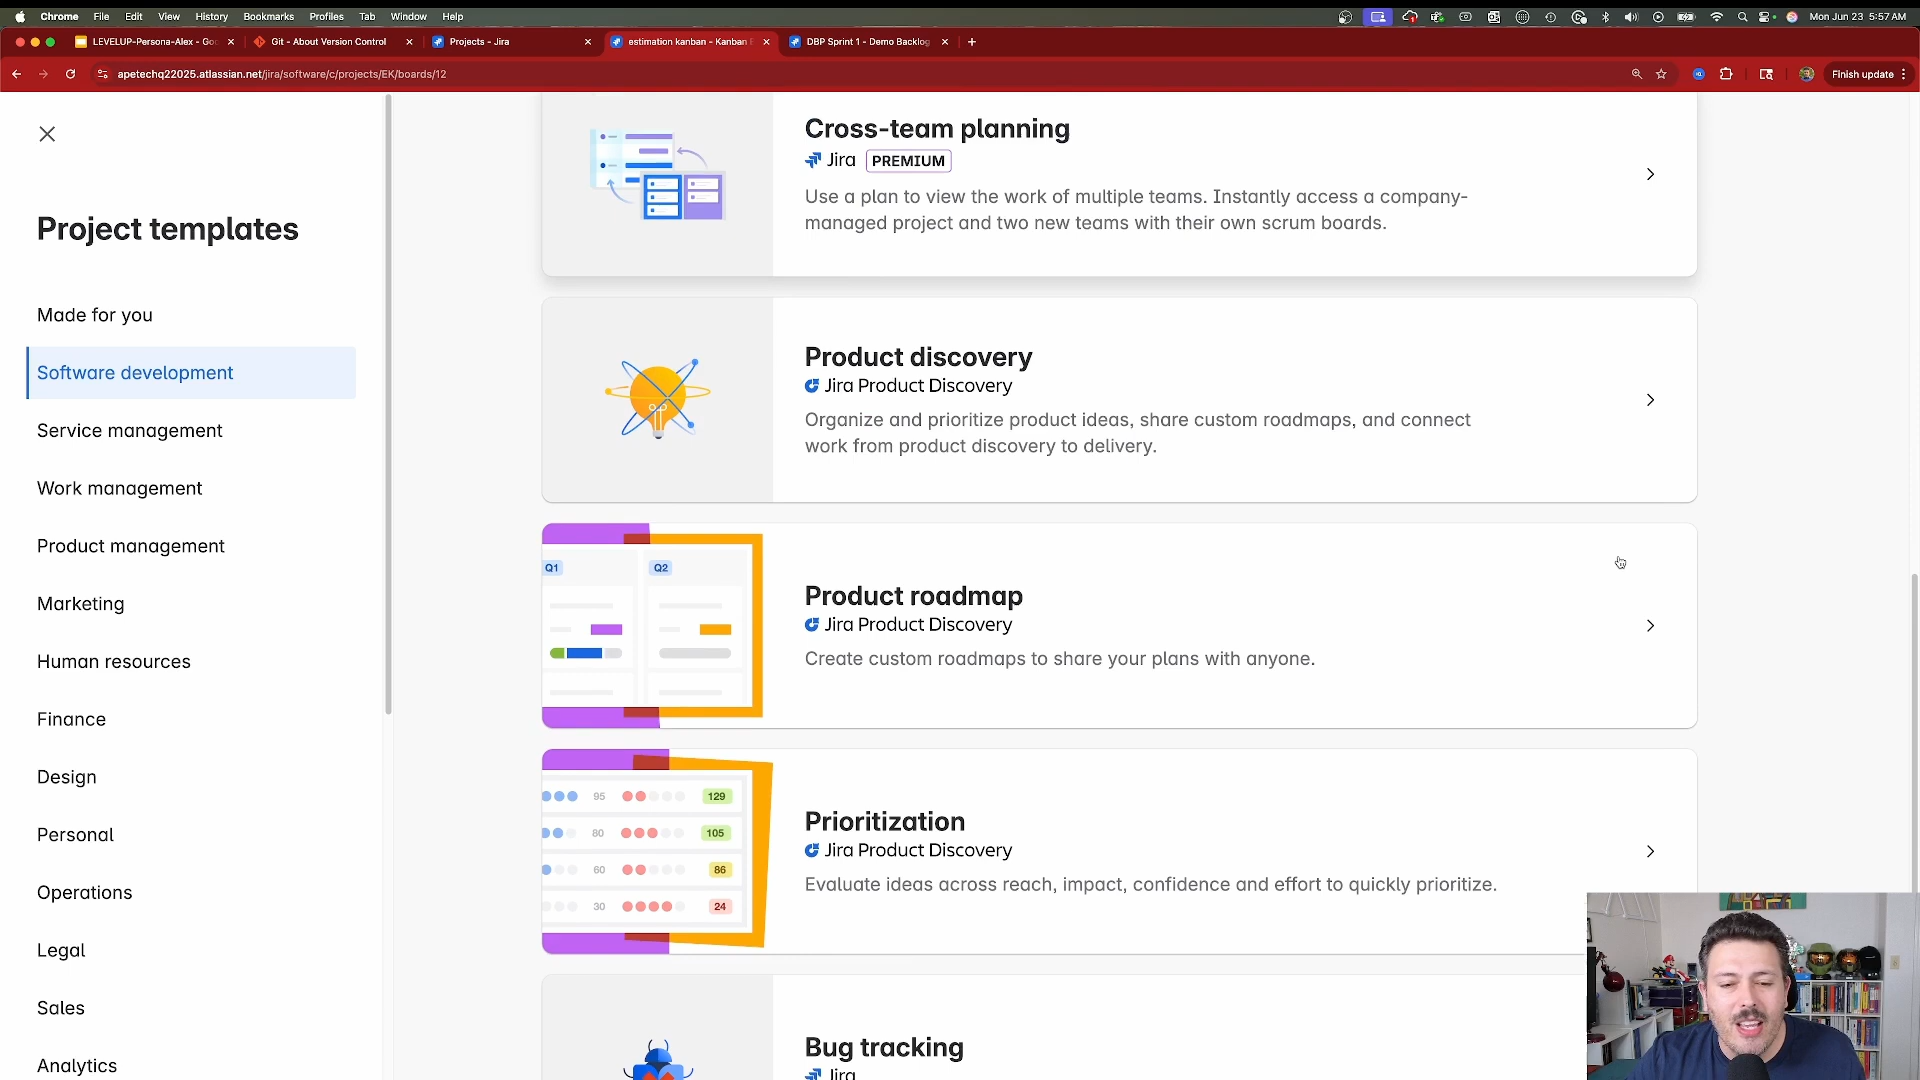 Chrome File Edit View History Bookmarks Profiles Tab Window Help Mon Jun 23 5:57 AM
LEVELUP-Persona-Alex - Goo
Git - About Version Control
Projects - Jira
estimation kanban - Kanban
DBP Sprint 1 - Demo Backlog
apetechq22025.atlassian.net/jira/software/c/projects/EK/boards/12
Finish update
Project templates
Made for you
Software development
Service management
Work management
Product management
Marketing
Human resources
Finance
Design
Personal
Operations
Legal
Sales
Analytics
Cross-team planning
Jira PREMIUM
Use a plan to view the work of multiple teams. Instantly access a company-
managed project and two new teams with their own scrum boards.
Product discovery
Jira Product Discovery
Organize and prioritize product ideas, share custom roadmaps, and connect
work from product discovery to delivery.
Q1 Q2
Product roadmap
Jira Product Discovery
Create custom roadmaps to share your plans with anyone.
95 129
80 105
60 86
30 24
Prioritization
Jira Product Discovery
Evaluate ideas across reach, impact, confidence and effort to quickly prioritize.
Bug tracking
Jira